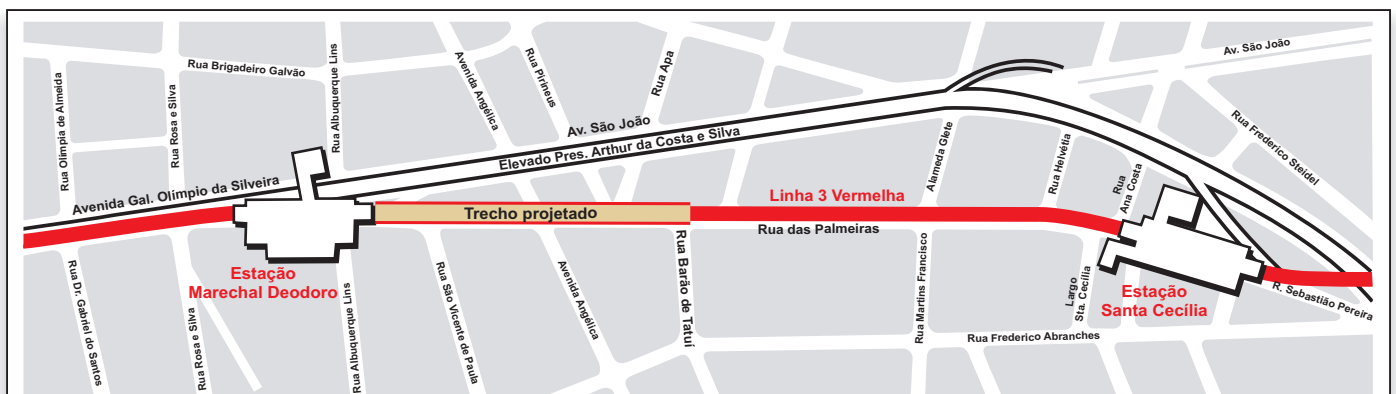 Av. São João
Rua Brigadeiro Galvão
Rua Olímpia de Almeida
Rua Rosa e Silva
Rua Albuquerque Lins
Avenida Angélica
Rua Pirineus
Rua Apa
Av. São João
Elevado Pres. Arthur da Costa e Silva
Alameda Glete
Rua Helvétia
Rua
Ana Costa
Rua Frederico Steidel
Avenida Gal. Olímpio da Silveira
Trecho projetado
Linha 3 Vermelha
Rua das Palmeiras
Estação
Marechal Deodoro
Rua Dr. Gabriel do Santos
Rua Rosa e Silva
Rua Albuquerque Lins
Rua São Vicente de Paula
Avenida Angélica
Rua Barão de Tatuí
Rua Martins Francisco
Largo
Sta. Cecília
Estação
Santa Cecília
R. Sebastião Pereira
Rua Frederico Abranches